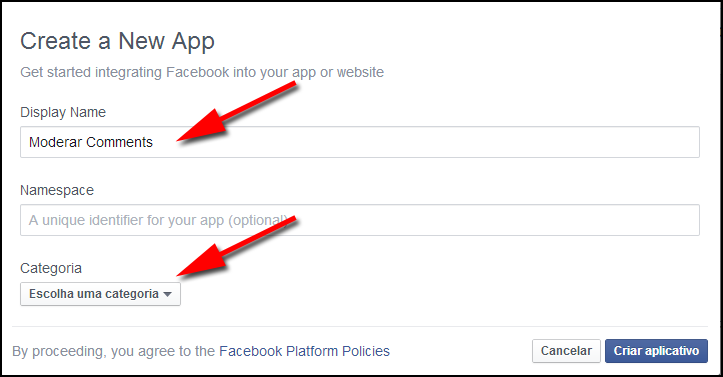 Create a New App
Get started integrating Facebook into your app or website
Display Name
Moderar Comments
Namespace
A unique identifier for your app (optional)
Categoria
Escolha uma categoria
By proceeding, you agree to the Facebook Platform Policies
Cancelar
Criar aplicativo